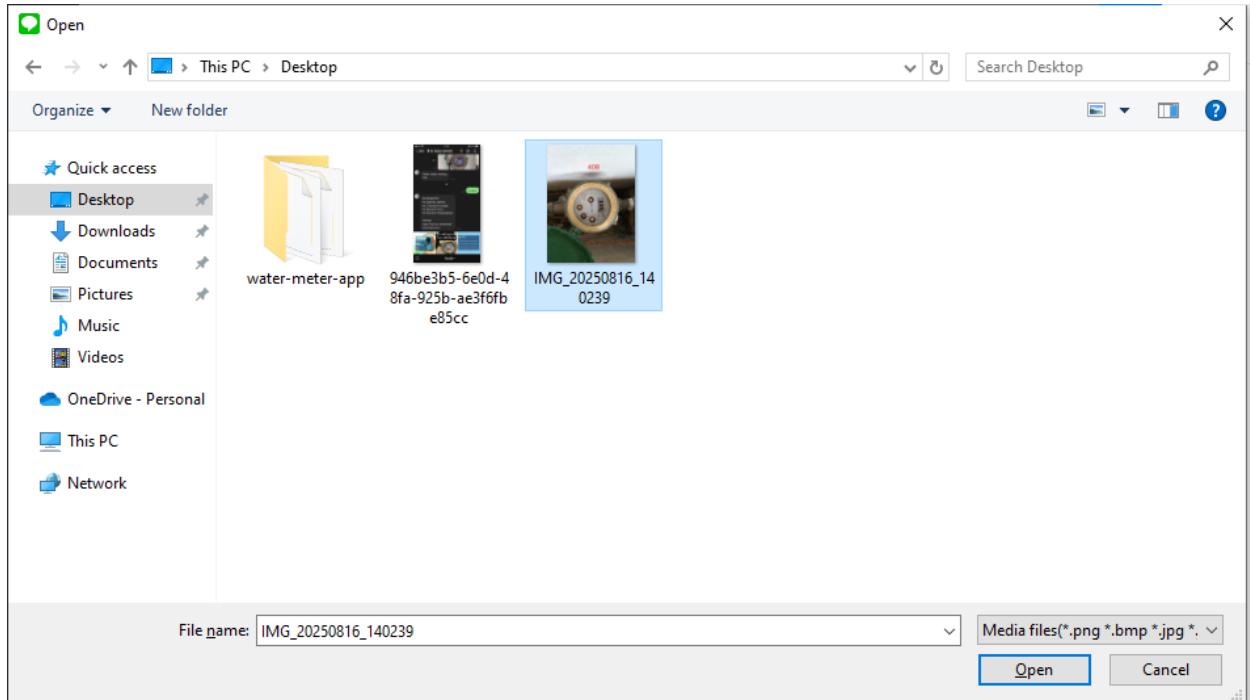 Open
This PC > Desktop
Search Desktop
Organize
New folder
Quick access
Desktop
Downloads
Documents
Pictures
Music
Videos
OneDrive - Personal
This PC
Network
water-meter-app
946be3b5-6e0d-4
8fa-925b-ae3f6fb
e85cc
IMG_20250816_14
0239
File name: IMG_20250816_140239
Media files(*.png *.bmp *.jpg *.
Open
Cancel